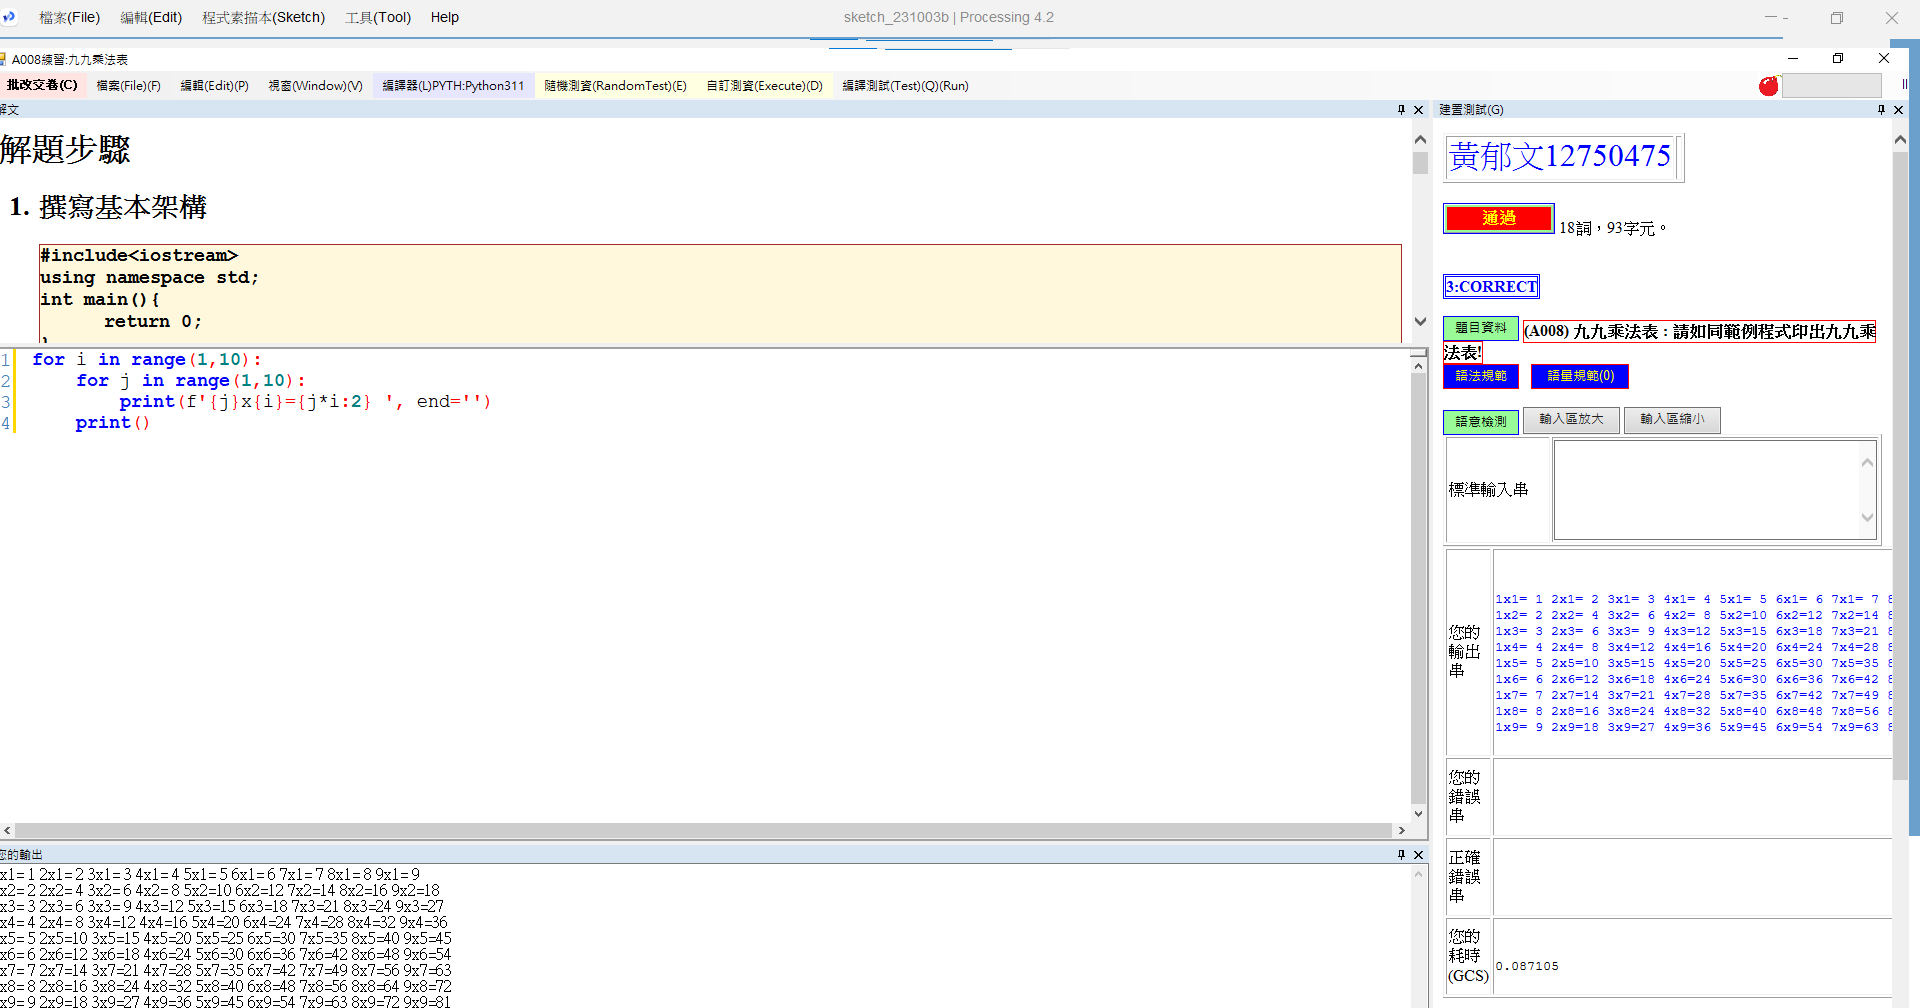 檔案(File) 編輯(Edit) 程式素描本(Sketch) 工具(Tool) Help
sketch_231003b | Processing 4.2
A008練習:九九乘法表
批改交卷(C) 檔案(File)(F) 編輯(Edit)(P) 視窗(Window)(V) 編譯器(L)PYTH:Python311 隨機測資(RandomTest)(E) 自訂測資(Execute)(D) 編譯測試(Test)(Q)(Run)
解文
解題步驟
1. 撰寫基本架構
#include<iostream>
using namespace std;
int main(){
return 0;
}
1 for i in range(1,10):
2 for j in range(1,10):
3 print(f'{j}x{i}={j*i:2} ', end='')
4 print()
您的輸出
x1= 1 2x1= 2 3x1= 3 4x1= 4 5x1= 5 6x1= 6 7x1= 7 8x1= 8 9x1= 9
x2= 2 2x2= 4 3x2= 6 4x2= 8 5x2=10 6x2=12 7x2=14 8x2=16 9x2=18
x3= 3 2x3= 6 3x3= 9 4x3=12 5x3=15 6x3=18 7x3=21 8x3=24 9x3=27
x4= 4 2x4= 8 3x4=12 4x4=16 5x4=20 6x4=24 7x4=28 8x4=32 9x4=36
x5= 5 2x5=10 3x5=15 4x5=20 5x5=25 6x5=30 7x5=35 8x5=40 9x5=45
x6= 6 2x6=12 3x6=18 4x6=24 5x6=30 6x6=36 7x6=42 8x6=48 9x6=54
x7= 7 2x7=14 3x7=21 4x7=28 5x7=35 6x7=42 7x7=49 8x7=56 9x7=63
x8= 8 2x8=16 3x8=24 4x8=32 5x8=40 6x8=48 7x8=56 8x8=64 9x8=72
x9= 9 2x9=18 3x9=27 4x9=36 5x9=45 6x9=54 7x9=63 8x9=72 9x9=81
建置測試(G)
黃郁文12750475
通過 18詞，93字元。
3:CORRECT
題目資料 (A008) 九九乘法表：請如同範例程式印出九九乘
法表!
語法規範 語量規範(0)
語意檢測 輸入區放大 輸入區縮小
標準輸入串
您的
輸出
串
1x1= 1 2x1= 2 3x1= 3 4x1= 4 5x1= 5 6x1= 6 7x1= 7 8
1x2= 2 2x2= 4 3x2= 6 4x2= 8 5x2=10 6x2=12 7x2=14 8
1x3= 3 2x3= 6 3x3= 9 4x3=12 5x3=15 6x3=18 7x3=21 8
1x4= 4 2x4= 8 3x4=12 4x4=16 5x4=20 6x4=24 7x4=28 8
1x5= 5 2x5=10 3x5=15 4x5=20 5x5=25 6x5=30 7x5=35 8
1x6= 6 2x6=12 3x6=18 4x6=24 5x6=30 6x6=36 7x6=42 8
1x7= 7 2x7=14 3x7=21 4x7=28 5x7=35 6x7=42 7x7=49 8
1x8= 8 2x8=16 3x8=24 4x8=32 5x8=40 6x8=48 7x8=56 8
1x9= 9 2x9=18 3x9=27 4x9=36 5x9=45 6x9=54 7x9=63 8
您的
錯誤
串
正確
錯誤
串
您的
耗時
(GCS)
0.087105